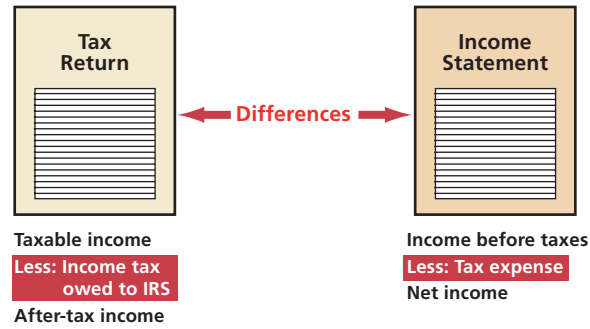 Tax
Return
Income
Statement
Differences
Taxable income
Less: Income tax
owed to IRS
After-tax income
Income before taxes
Less: Tax expense
Net income